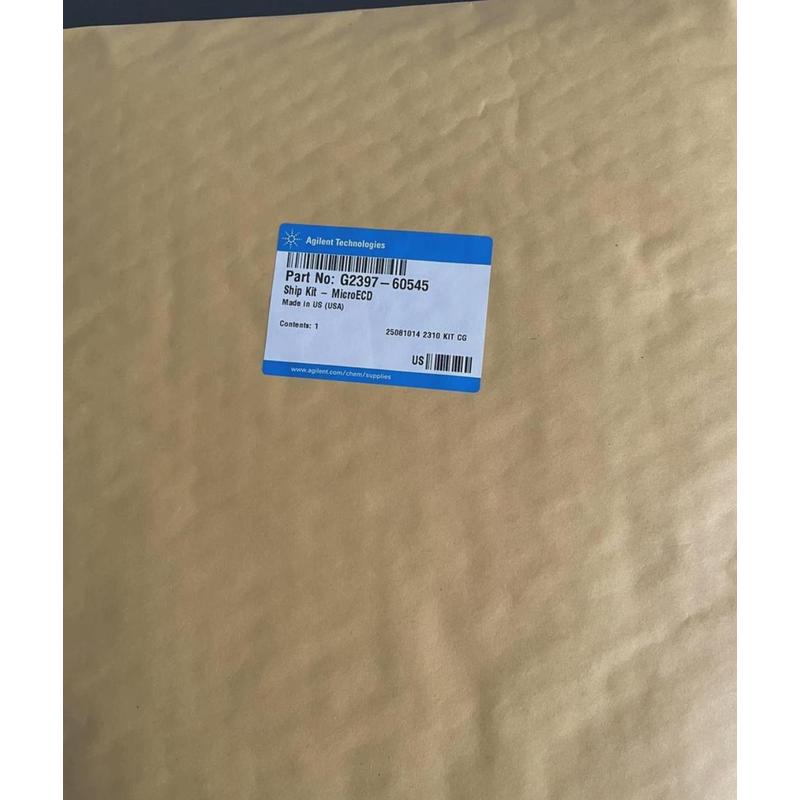 Agilent Technologies
Part No: G2397-60545
Ship Kit - MicroECD
Made in US (USA)
Contents: 1
25081014 2310 KIT CG
US
www.agilent.com/chem/supplies